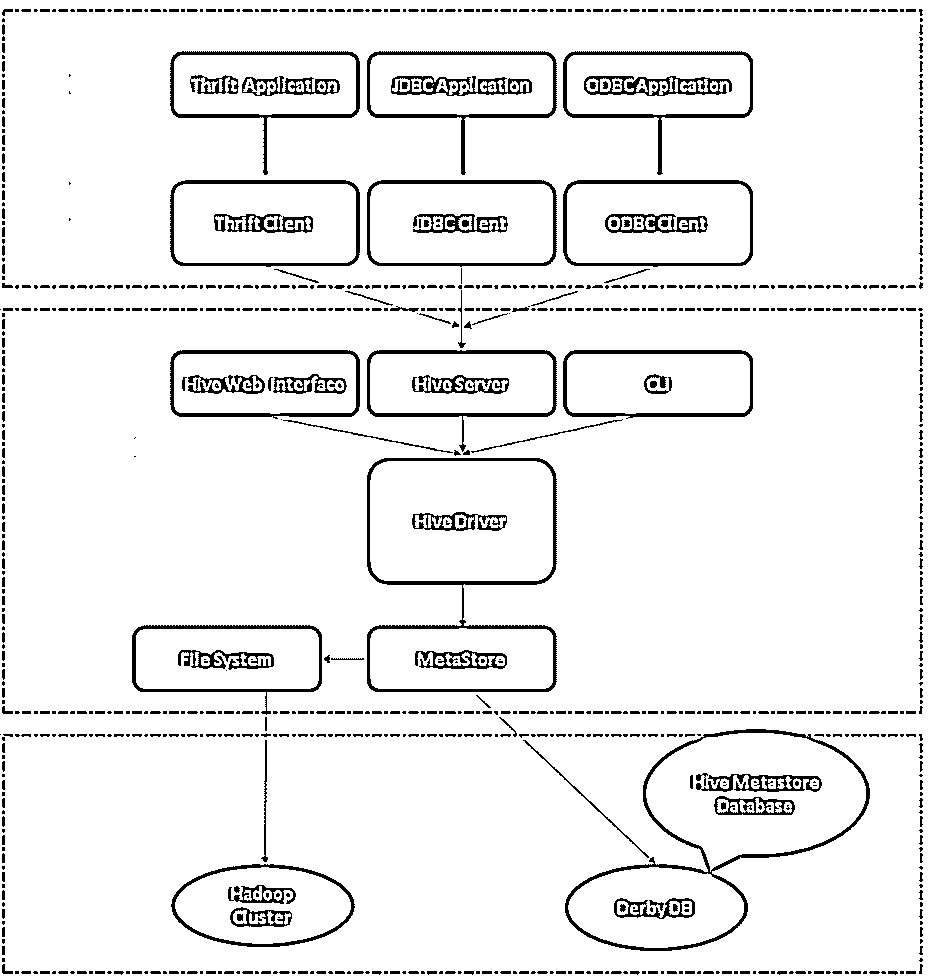 Thrift Application
JDBC Application
ODBC Application
Thrift Client
JDBC Client
ODBC Client
Hive Web Interface
Hive Server
CLI
Hive Driver
File System
MetaStore
Hive Metastore
Database
Hadoop
Cluster
Derby DB